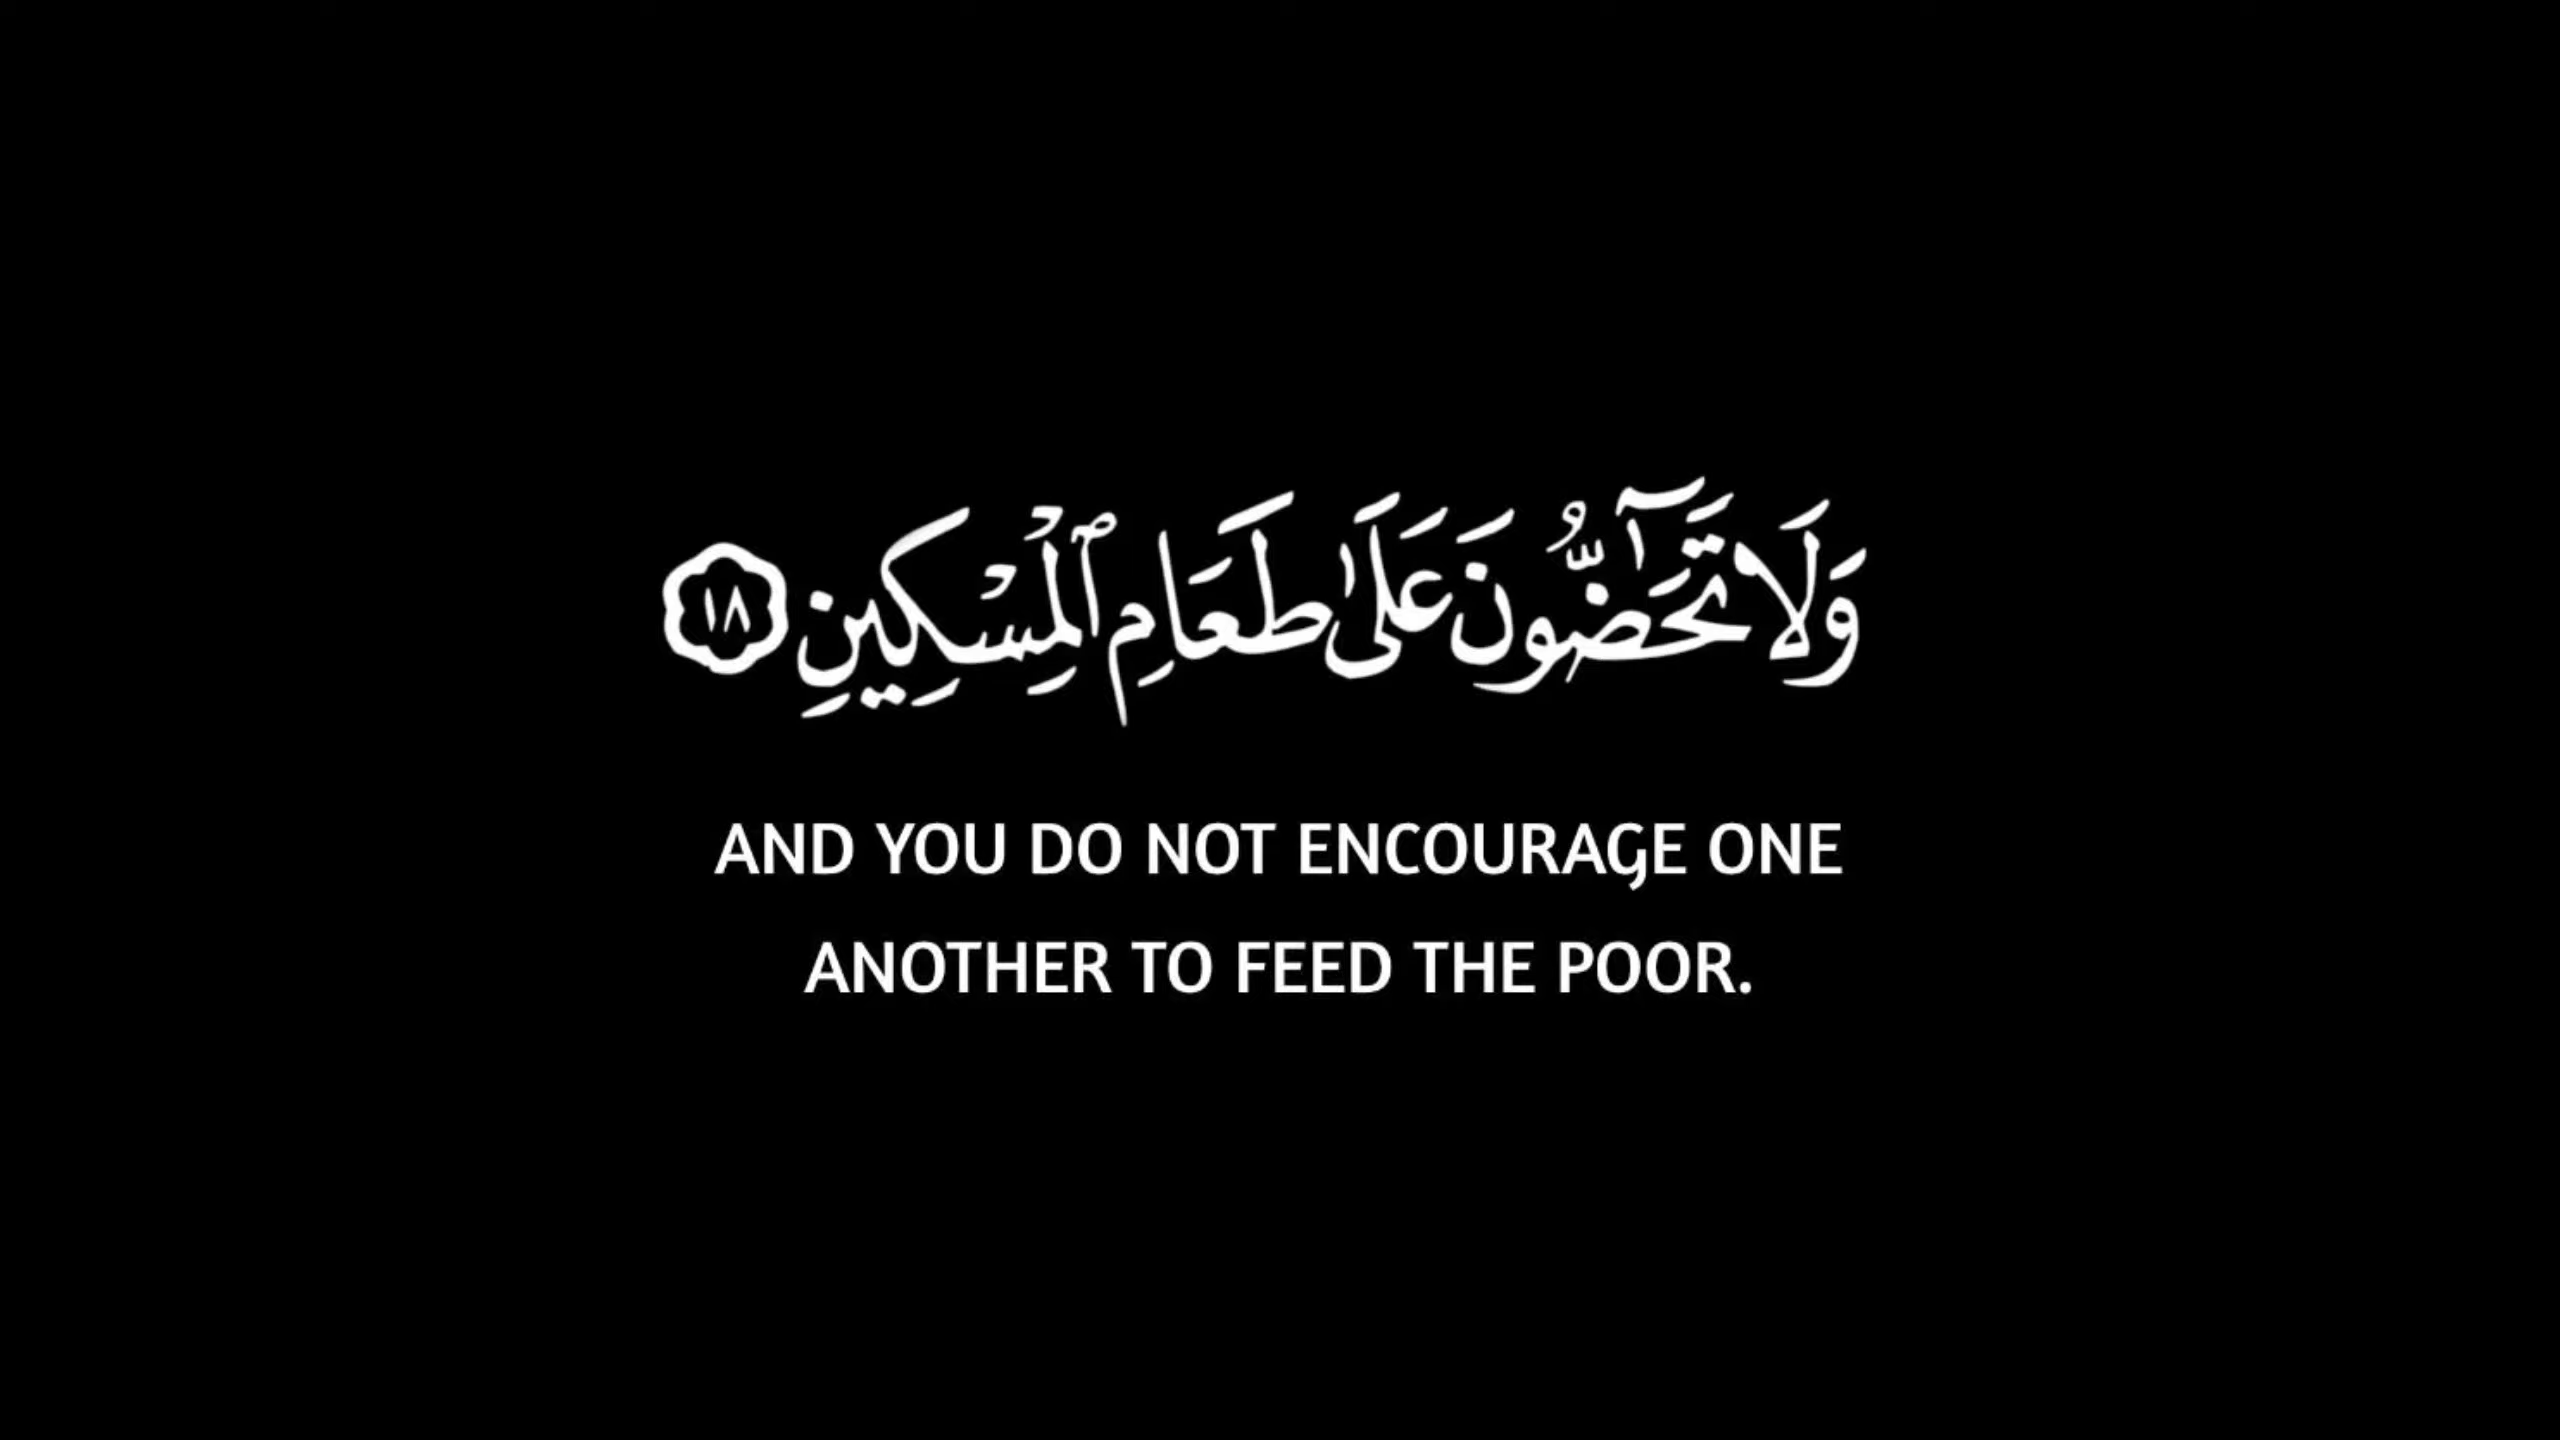 وَلَا تَحَٰٓضُّونَ عَلَىٰ طَعَامِ ٱلْمِسْكِينِ ١٨
AND YOU DO NOT ENCOURAGE ONE
ANOTHER TO FEED THE POOR.